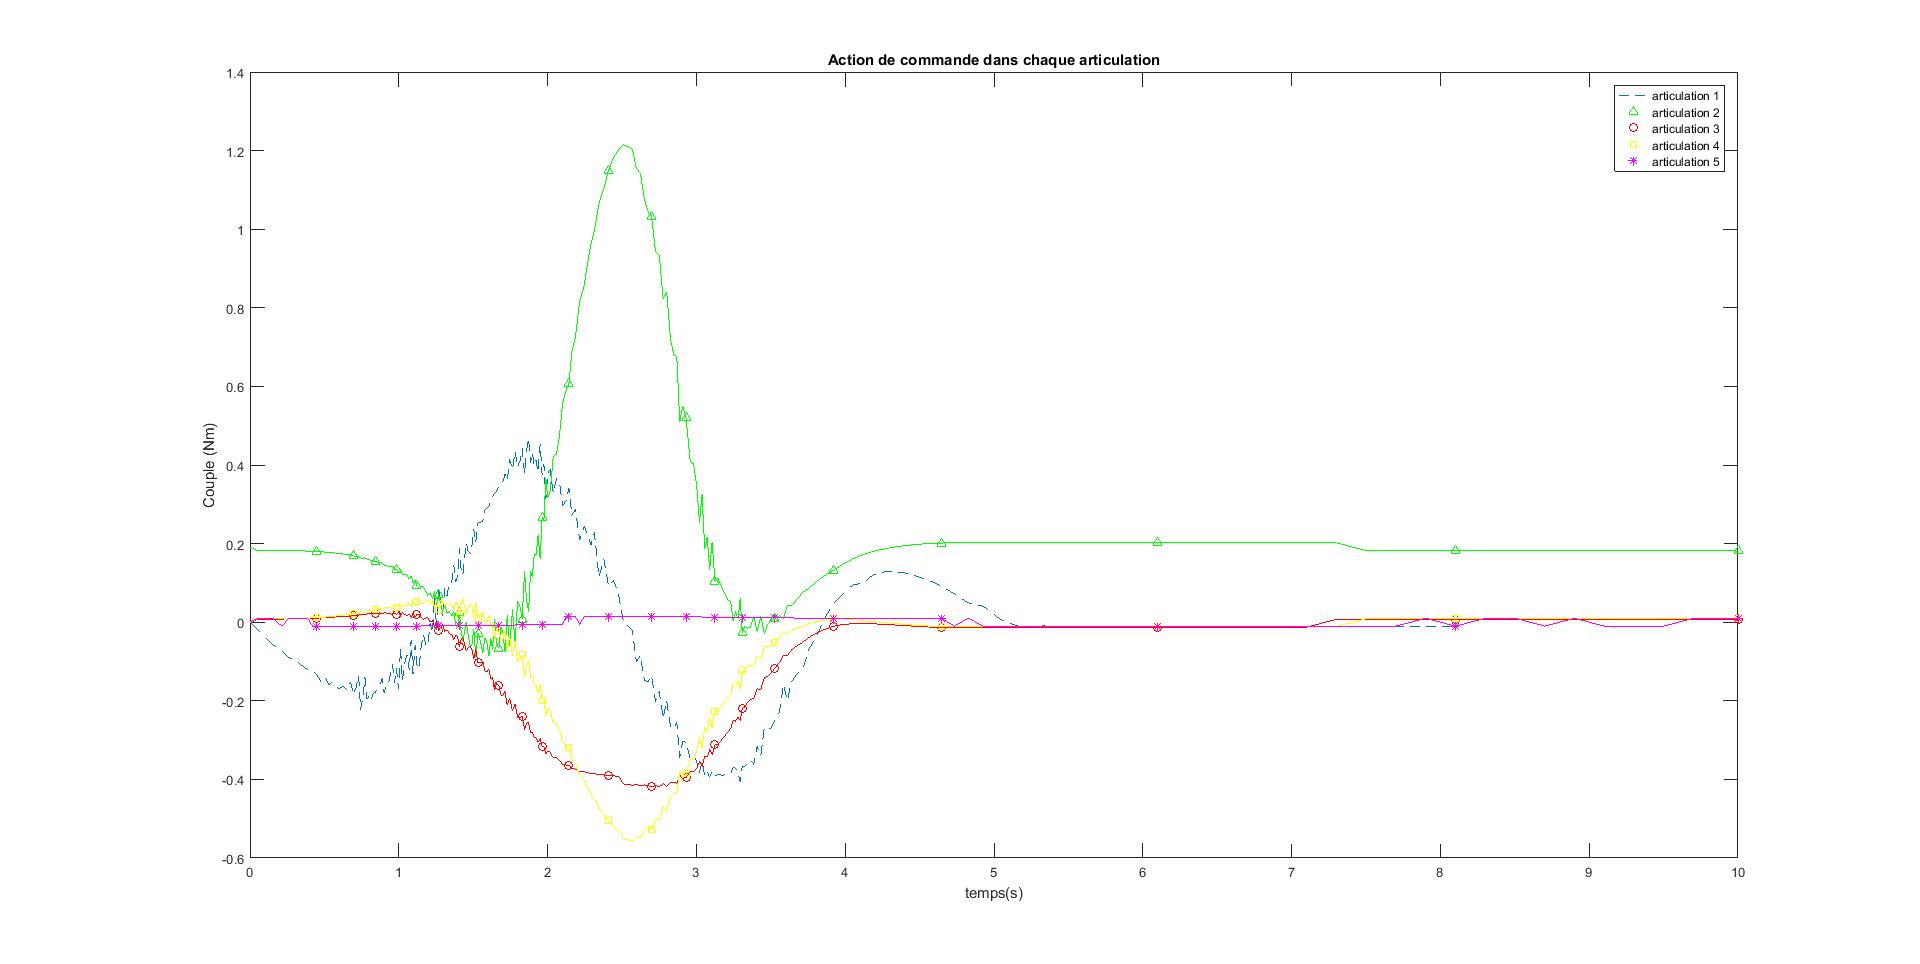 Action de commande dans chaque articulation
1.4
1.2
1
0.8
0.6
0.4
0.2
0
-0.2
-0.4
-0.6
Couple (Nm)
articulation 1
articulation 2
articulation 3
articulation 4
articulation 5
0 1 2 3 4 5 6 7 8 9 10
temps(s)